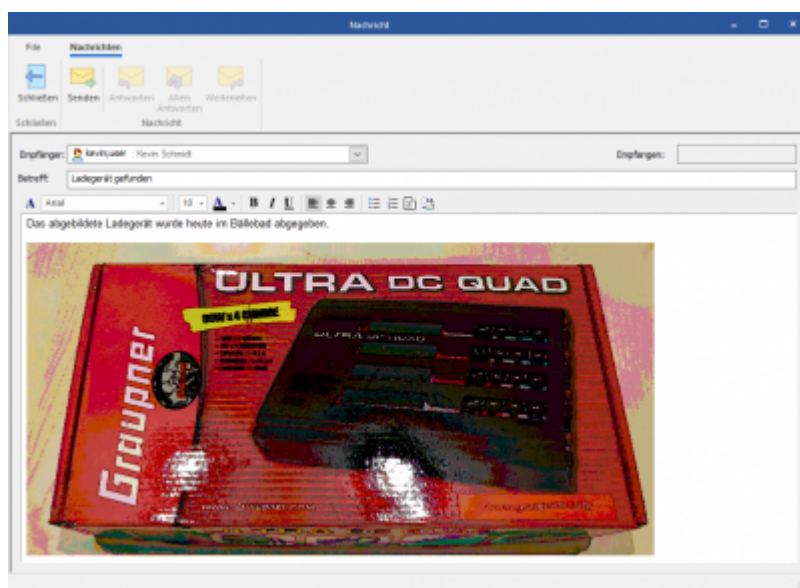 Nachricht
File Nachrichten
Schließen Senden Antworten Allen Antworten Weiterleiten
Schließen Nachricht
Empfänger: : Kevin Schmidt Empfangen:
Betreff: Ladegerät gefunden
A Arial 10 A B I U
Das abgebildete Ladegerät wurde heute im Bällebad abgegeben.
ULTRA DC QUAD
Graupner